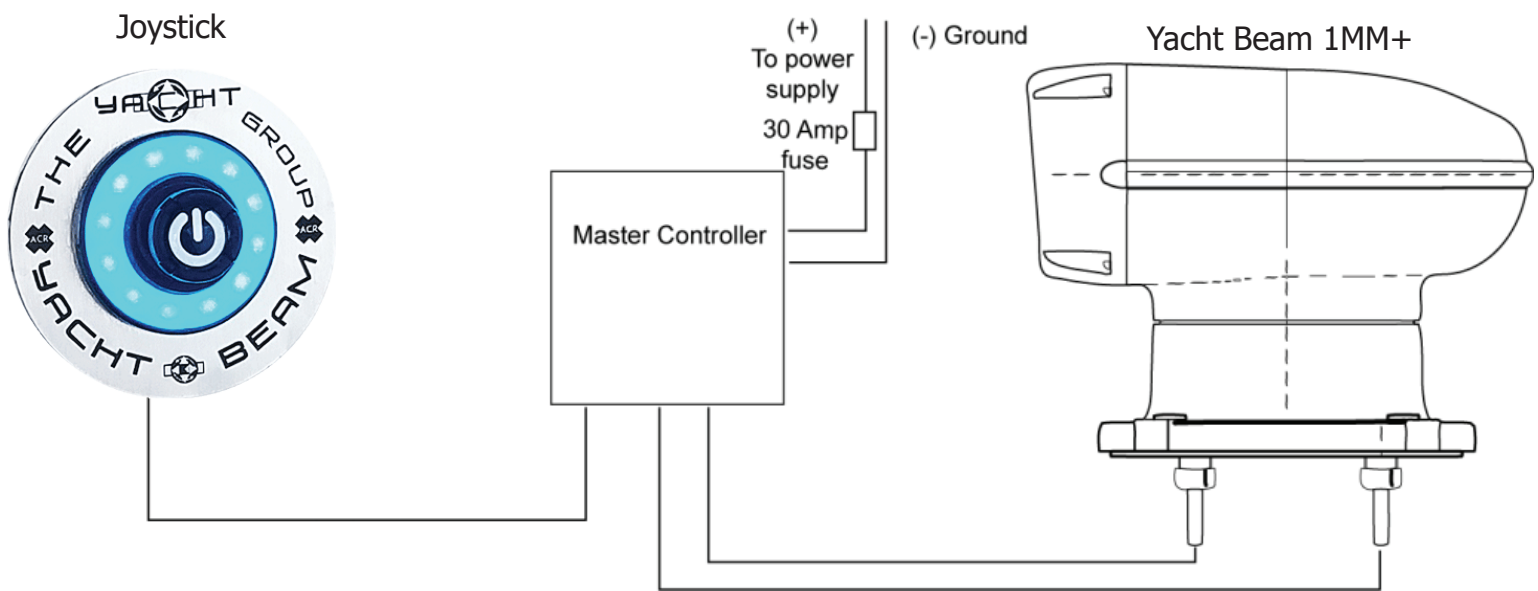 Joystick
THE YACHT GROUP
ACR
ACR
YACHT BEAM
(+)
To power
supply
30 Amp
fuse
(-) Ground
Master Controller
Yacht Beam 1MM+